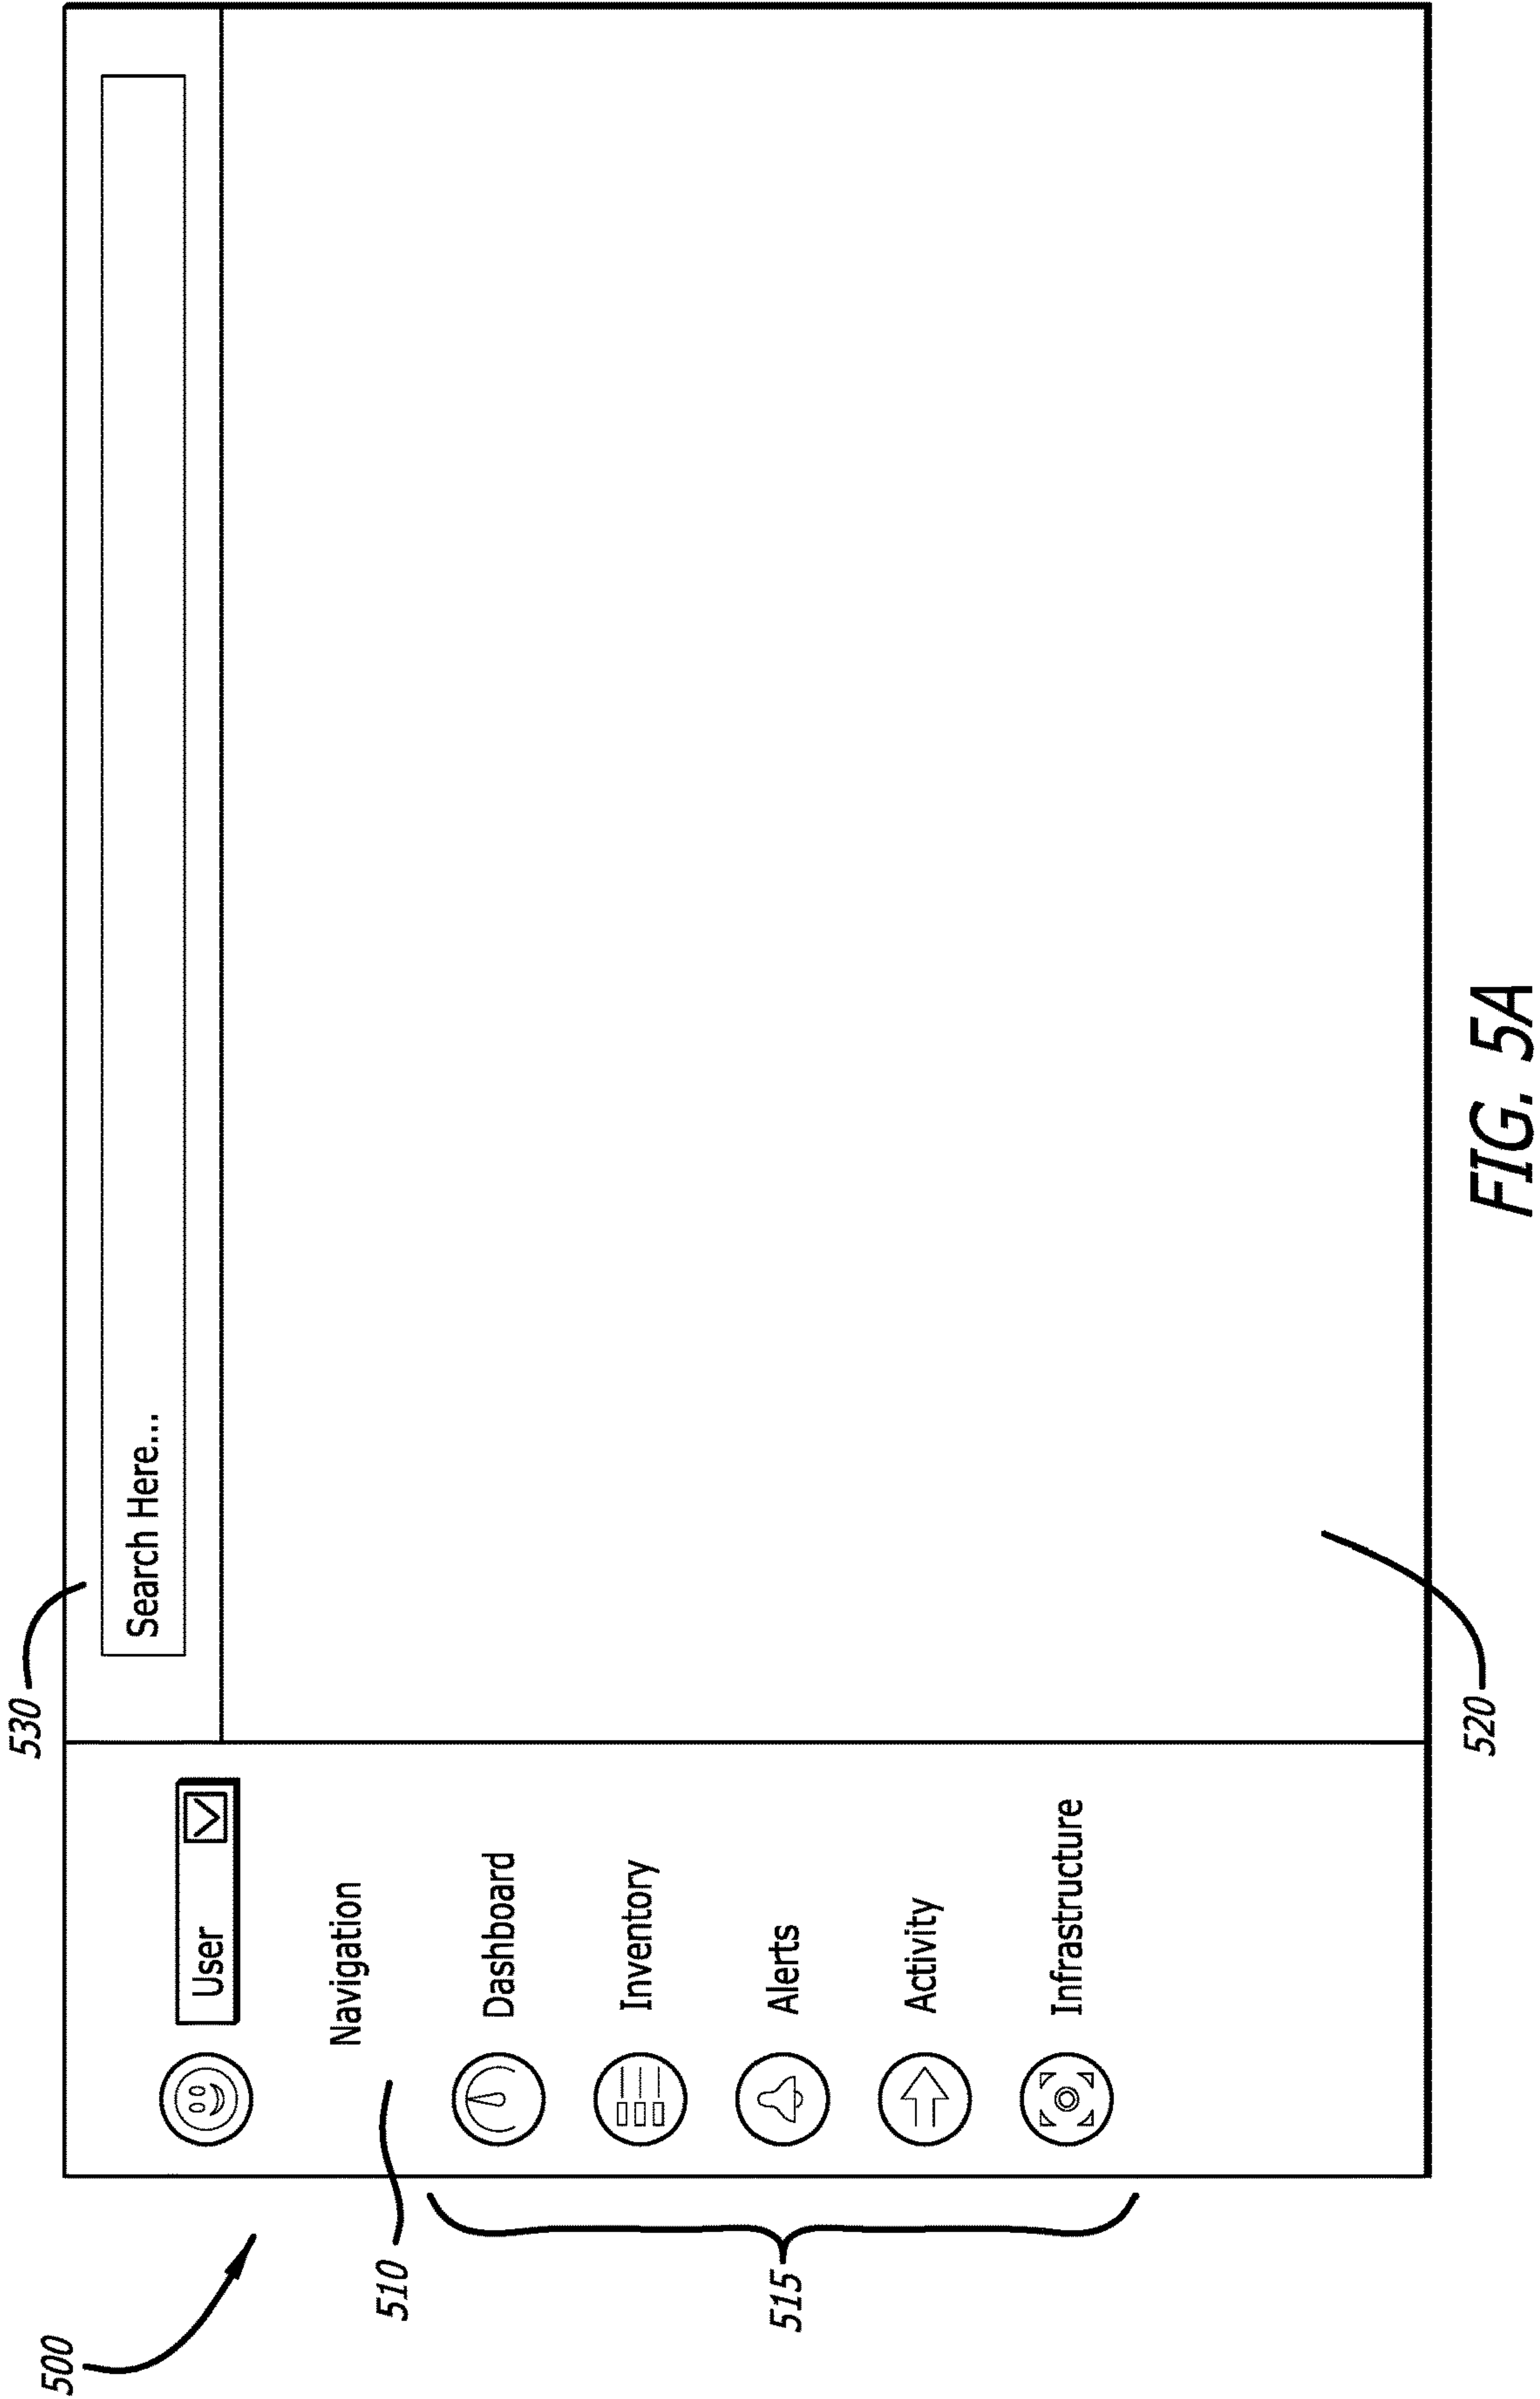 500
530
User
Search Here...
Navigation
510
Dashboard
Inventory
Alerts
Activity
Infrastructure
515
520
FIG. 5A